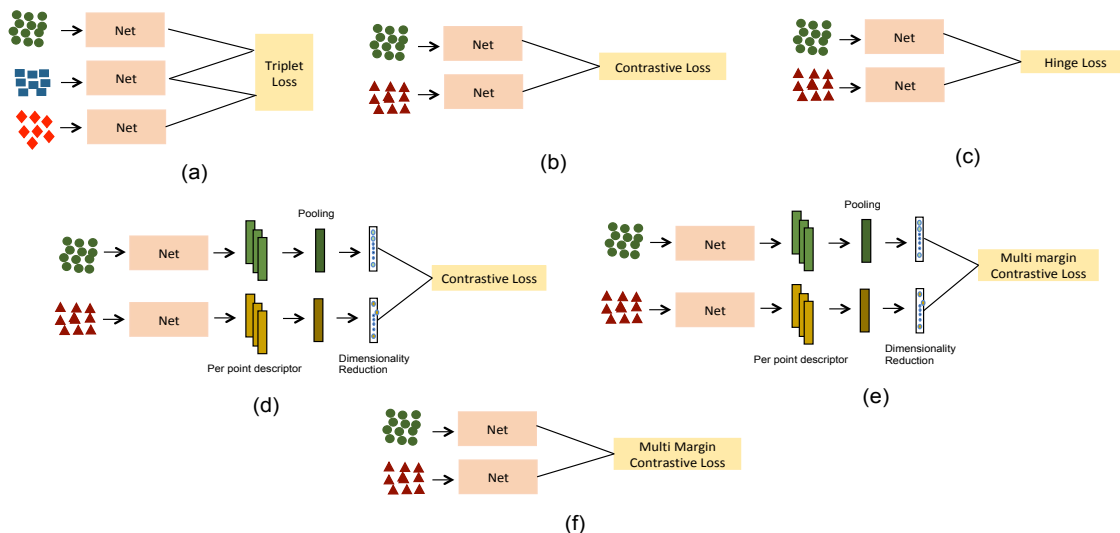 Net
Net
Net
Triplet
Loss
(a)
Net
Net
Contrastive Loss
(b)
Net
Net
Hinge Loss
(c)
Pooling
Net
Net
Contrastive Loss
Per point descriptor
Dimensionality
Reduction
(d)
Pooling
Net
Net
Multi margin
Contrastive Loss
Per point descriptor
Dimensionality
Reduction
(e)
Net
Net
Multi Margin
Contrastive Loss
(f)